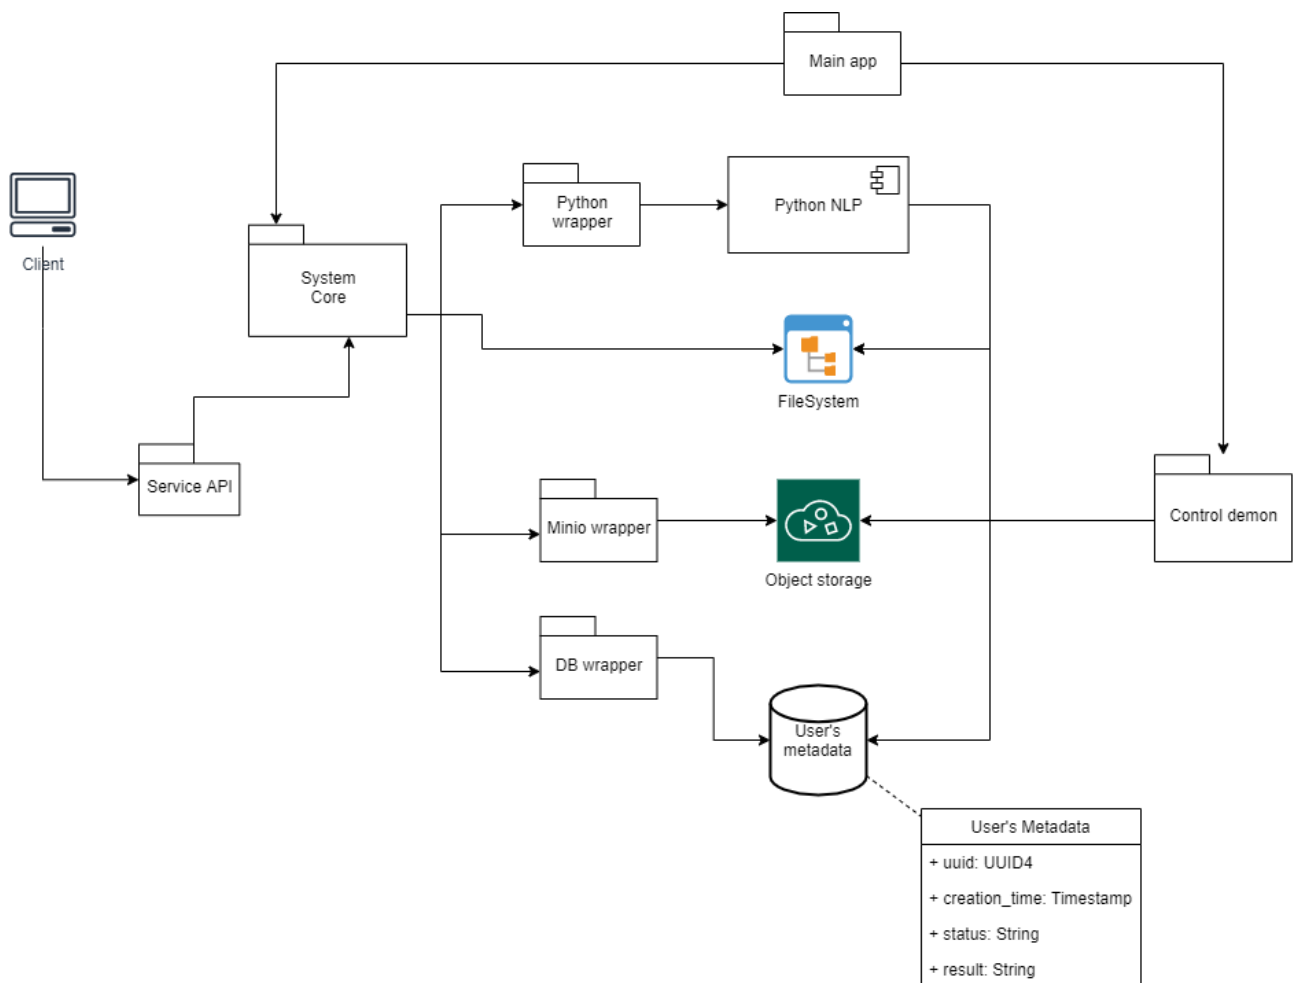 Main app
Python
wrapper
Python NLP
Client
System
Core
FileSystem
Service API
Minio wrapper
Control demon
Object storage
DB wrapper
User's
metadata
User's Metadata
+ uuid: UUID4
+ creation_time: Timestamp
+ status: String
+ result: String